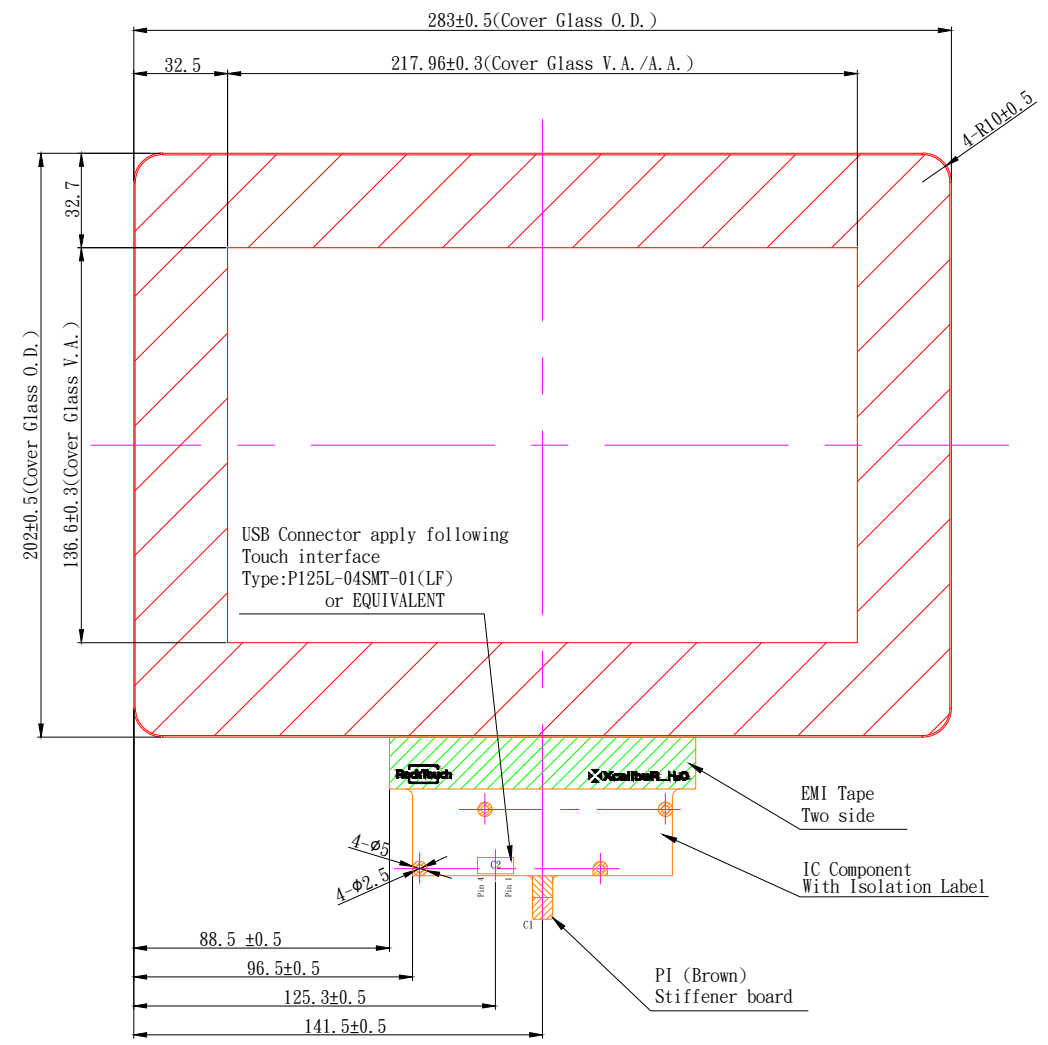 283±0.5(Cover Glass O.D.)
32.5
217.96±0.3(Cover Glass V.A./A.A.)
4-R10±0.5
32.7
202±0.5(Cover Glass O.D.)
136.6±0.3(Cover Glass V.A.)
USB Connector apply following
Touch interface
Type:P125L-04SMT-01(LF)
or EQUIVALENT
RockTouch
XcalibuR_H2O
EMI Tape
Two side
4-Φ5
4-Φ2.5
C2
Pin 4
Pin 1
IC Component
With Isolation Label
C1
88.5 ±0.5
96.5±0.5
PI (Brown)
Stiffener board
125.3±0.5
141.5±0.5